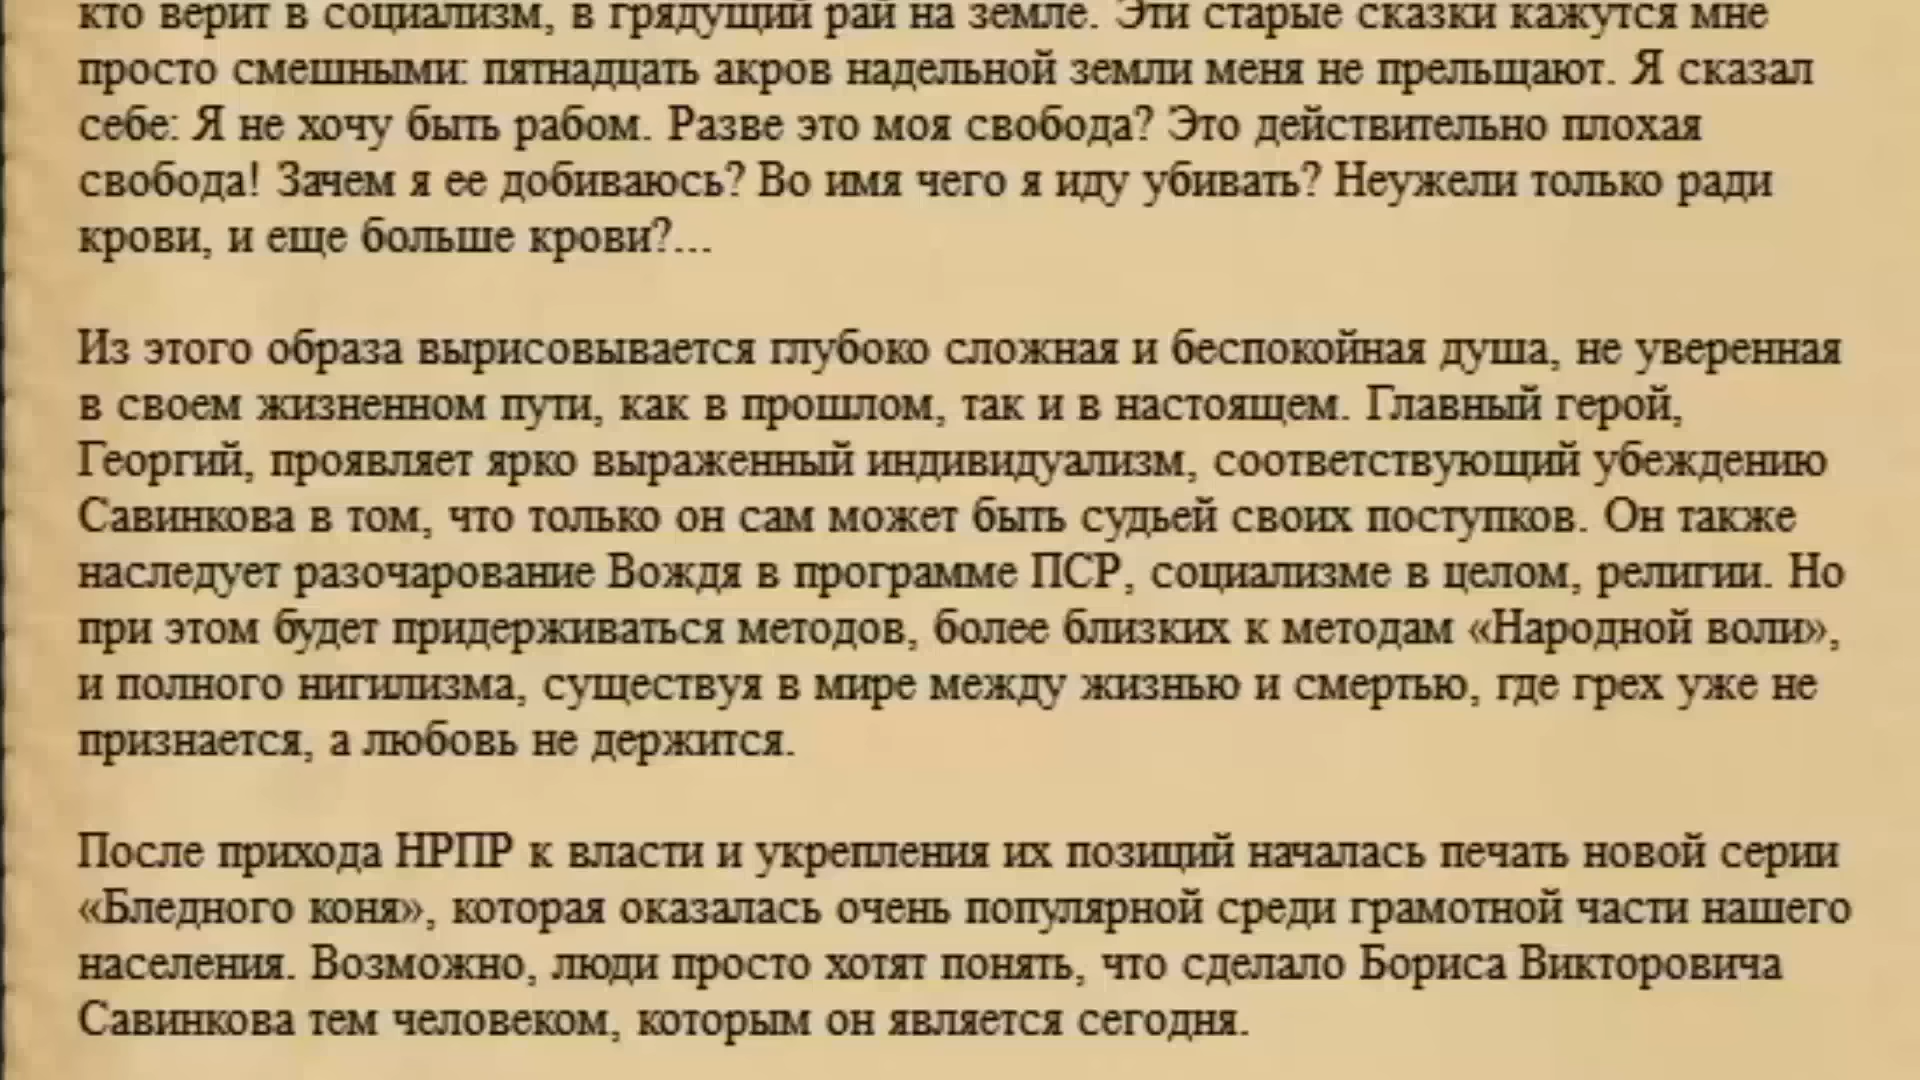 кто верит в социализм, в грядущий рай на земле. Эти старые сказки кажутся мне
просто смешными: пятнадцать акров надельной земли меня не прельщают. Я сказал
себе: Я не хочу быть рабом. Разве это моя свобода? Это действительно плохая
свобода! Зачем я ее добиваюсь? Во имя чего я иду убивать? Неужели только ради
крови, и еще больше крови?...
Из этого образа вырисовывается глубоко сложная и беспокойная душа, не уверенная
в своем жизненном пути, как в прошлом, так и в настоящем. Главный герой,
Георгий, проявляет ярко выраженный индивидуализм, соответствующий убеждению
Савинкова в том, что только он сам может быть судьей своих поступков. Он также
наследует разочарование Вождя в программе ПСР, социализме в целом, религии. Но
при этом будет придерживаться методов, более близких к методам «Народной воли»,
и полного нигилизма, существуя в мире между жизнью и смертью, где грех уже не
признается, а любовь не держится.
После прихода НРПР к власти и укрепления их позиций началась печать новой серии
«Бледного коня», которая оказалась очень популярной среди грамотной части нашего
населения. Возможно, люди просто хотят понять, что сделало Бориса Викторовича
Савинкова тем человеком, которым он является сегодня.